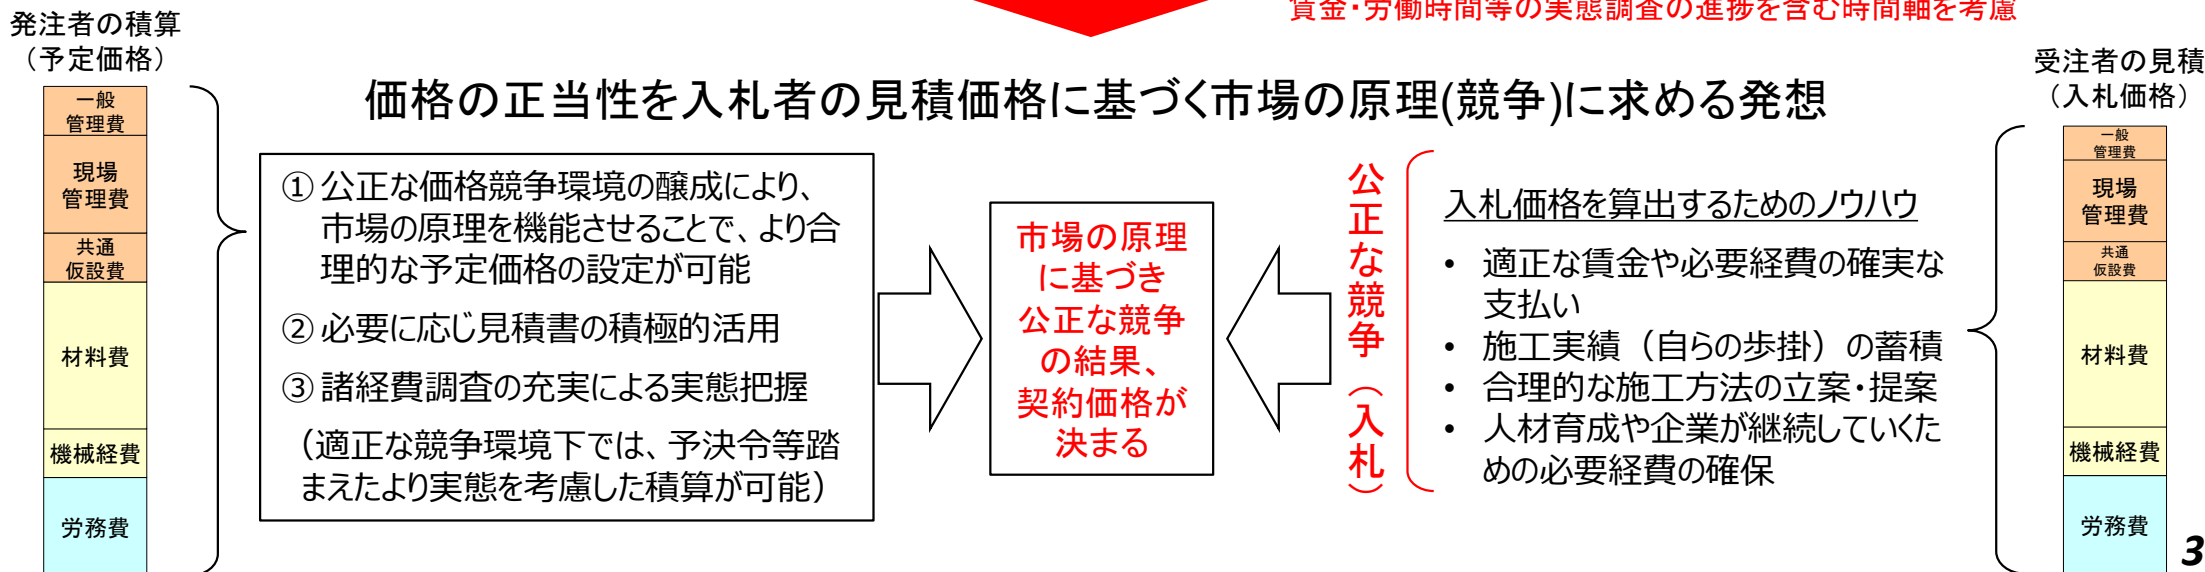 賃金・労働時間等の実態調査の進捗を含む時間軸を考慮
発注者の積算
（予定価格）
一般
管理費
現場
管理費
共通
仮設費
材料費
機械経費
労務費
価格の正当性を入札者の見積価格に基づく市場の原理(競争)に求める発想
① 公正な価格競争環境の醸成により、
市場の原理を機能させることで、より合
理的な予定価格の設定が可能
② 必要に応じ見積書の積極的活用
③ 諸経費調査の充実による実態把握
（適正な競争環境下では、予決令等踏
まえたより実態を考慮した積算が可能）
市場の原理
に基づき
公正な競争
の結果、
契約価格が
決まる
公正な競争（入札）
入札価格を算出するためのノウハウ
• 適正な賃金や必要経費の確実な
支払い
• 施工実績（自らの歩掛）の蓄積
• 合理的な施工方法の立案・提案
• 人材育成や企業が継続していくた
めの必要経費の確保
受注者の見積
（入札価格）
一般
管理費
現場
管理費
共通
仮設費
材料費
機械経費
労務費
3